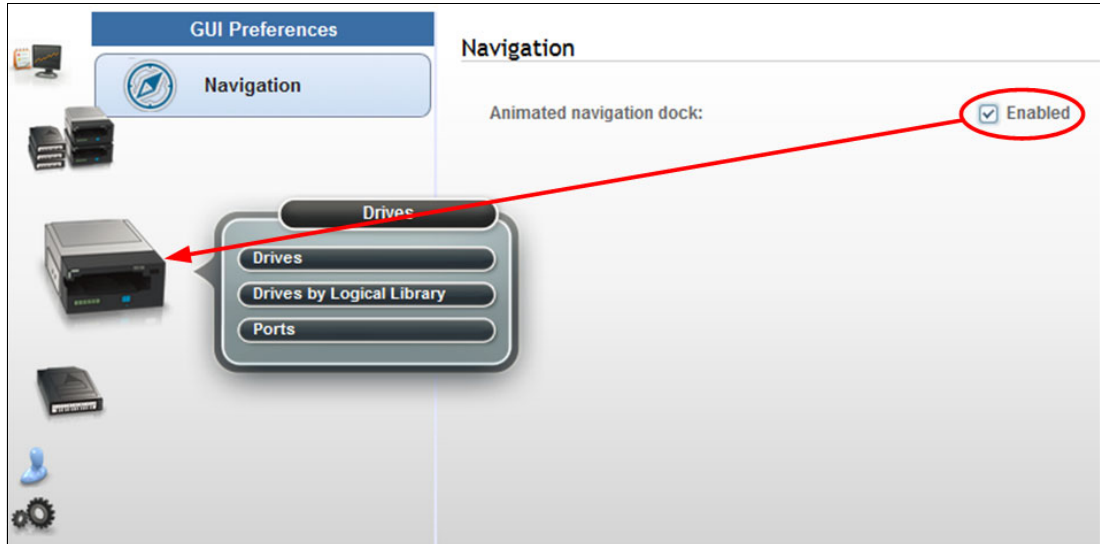 GUI Preferences
Navigation
Navigation
Animated navigation dock:
Enabled
Drives
Drives
Drives by Logical Library
Ports